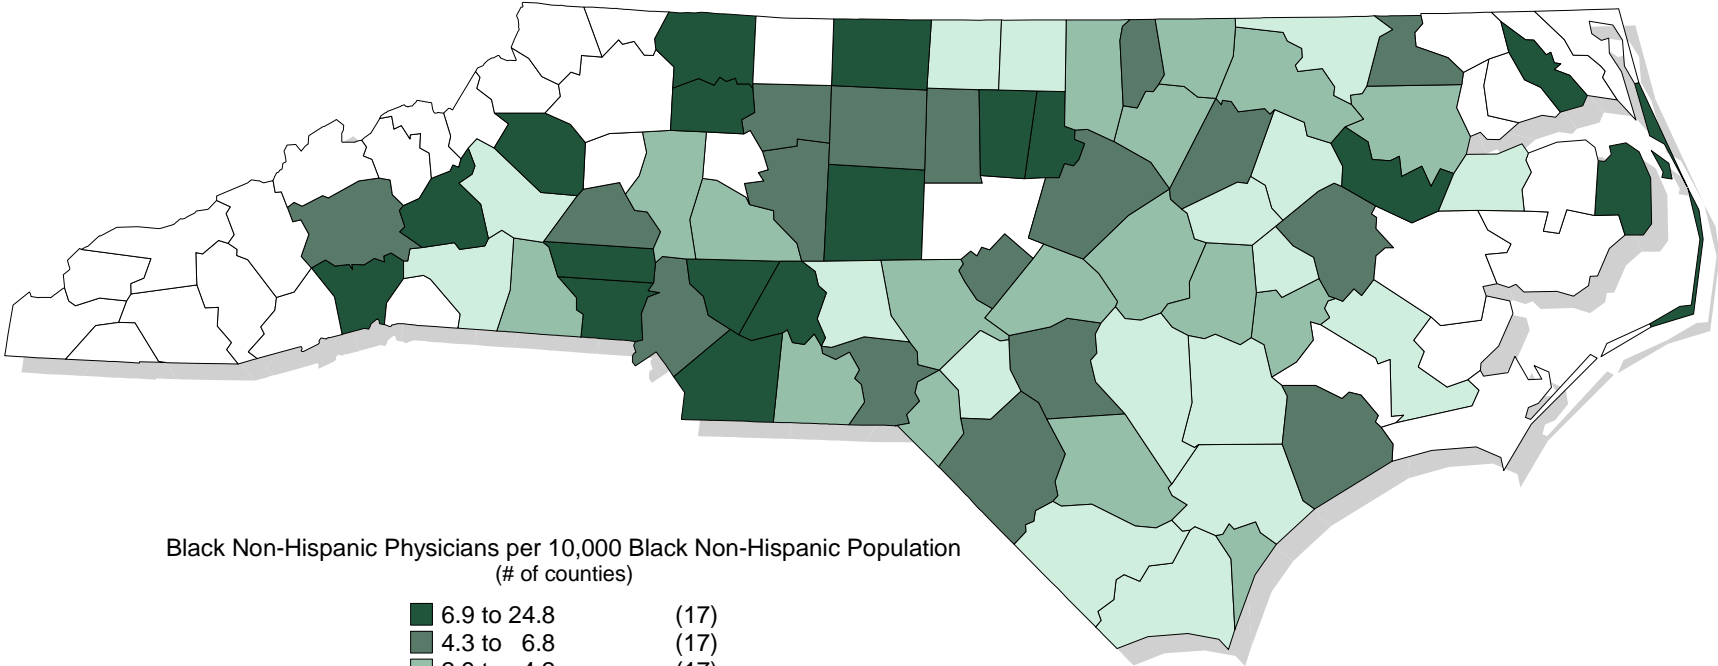 Black Non-Hispanic Physicians per 10,000 Black Non-Hispanic Population
(# of counties)
6.9 to 24.8 (17)
4.3 to 6.8 (17)